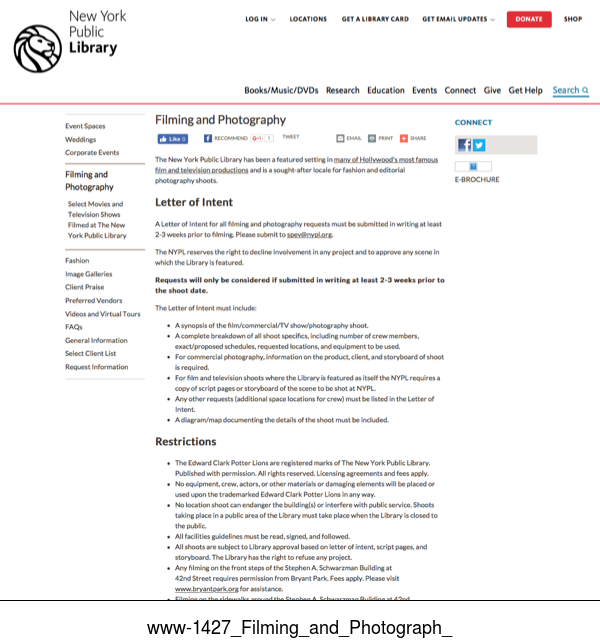 New York
Public
Library
LOG IN
LOCATIONS
GET A LIBRARY CARD
GET EMAIL UPDATES
DONATE
SHOP
Books/Music/DVDs Research Education Events Connect Give Get Help Search
Event Spaces
Weddings
Corporate Events
Filming and
Photography
Select Movies and
Television Shows
Filmed at The New
York Public Library
Fashion
Image Galleries
Client Praise
Preferred Vendors
Videos and Virtual Tours
FAQs
General Information
Select Client List
Request Information
Filming and Photography
Like 0
RECOMMEND
G+1 1
TWEET
EMAIL
PRINT
SHARE
The New York Public Library has been a featured setting in many of Hollywood's most famous
film and television productions and is a sought-after locale for fashion and editorial
photography shoots.
Letter of Intent
A Letter of Intent for all filming and photography requests must be submitted in writing at least
2-3 weeks prior to filming. Please submit to spev@nypl.org.
The NYPL reserves the right to decline involvement in any project and to approve any scene in
which the Library is featured.
Requests will only be considered if submitted in writing at least 2-3 weeks prior to
the shoot date.
The Letter of Intent must include:
• A synopsis of the film/commercial/TV show/photography shoot.
• A complete breakdown of all shoot specifics, including number of crew members,
exact/proposed schedules, requested locations, and equipment to be used.
• For commercial photography, information on the product, client, and storyboard of shoot
is required.
• For film and television shoots where the Library is featured as itself the NYPL requires a
copy of script pages or storyboard of the scene to be shot at NYPL.
• Any other requests (additional space locations for crew) must be listed in the Letter of
Intent.
• A diagram/map documenting the details of the shoot must be included.
Restrictions
• The Edward Clark Potter Lions are registered marks of The New York Public Library.
Published with permission. All rights reserved. Licensing agreements and fees apply.
• No equipment, crew, actors, or other materials or damaging elements will be placed or
used upon the trademarked Edward Clark Potter Lions in any way.
• No location shoot can endanger the building(s) or interfere with public service. Shoots
taking place in a public area of the Library must take place when the Library is closed to
the public.
• All facilities guidelines must be read, signed, and followed.
• All shoots are subject to Library approval based on letter of intent, script pages, and
storyboard. The Library has the right to refuse any project.
• Any filming on the front steps of the Stephen A. Schwarzman Building at
42nd Street requires permission from Bryant Park. Fees apply. Please visit
www.bryantpark.org for assistance.
• Filming on the sidewalks around the Stephen A. Schwarzman Building at 42nd
CONNECT
E-BROCHURE
www-1427_Filming_and_Photograph_